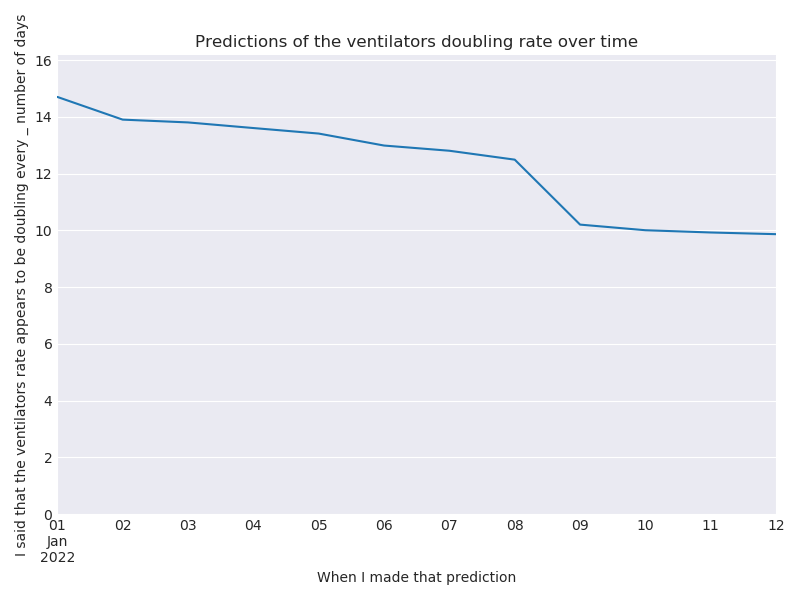 Predictions of the ventilators doubling rate over time
I said that the ventilators rate appears to be doubling every _ number of days
16
14
12
10
8
6
4
2
0
01 02 03 04 05 06 07 08 09 10 11 12
Jan
2022
When I made that prediction